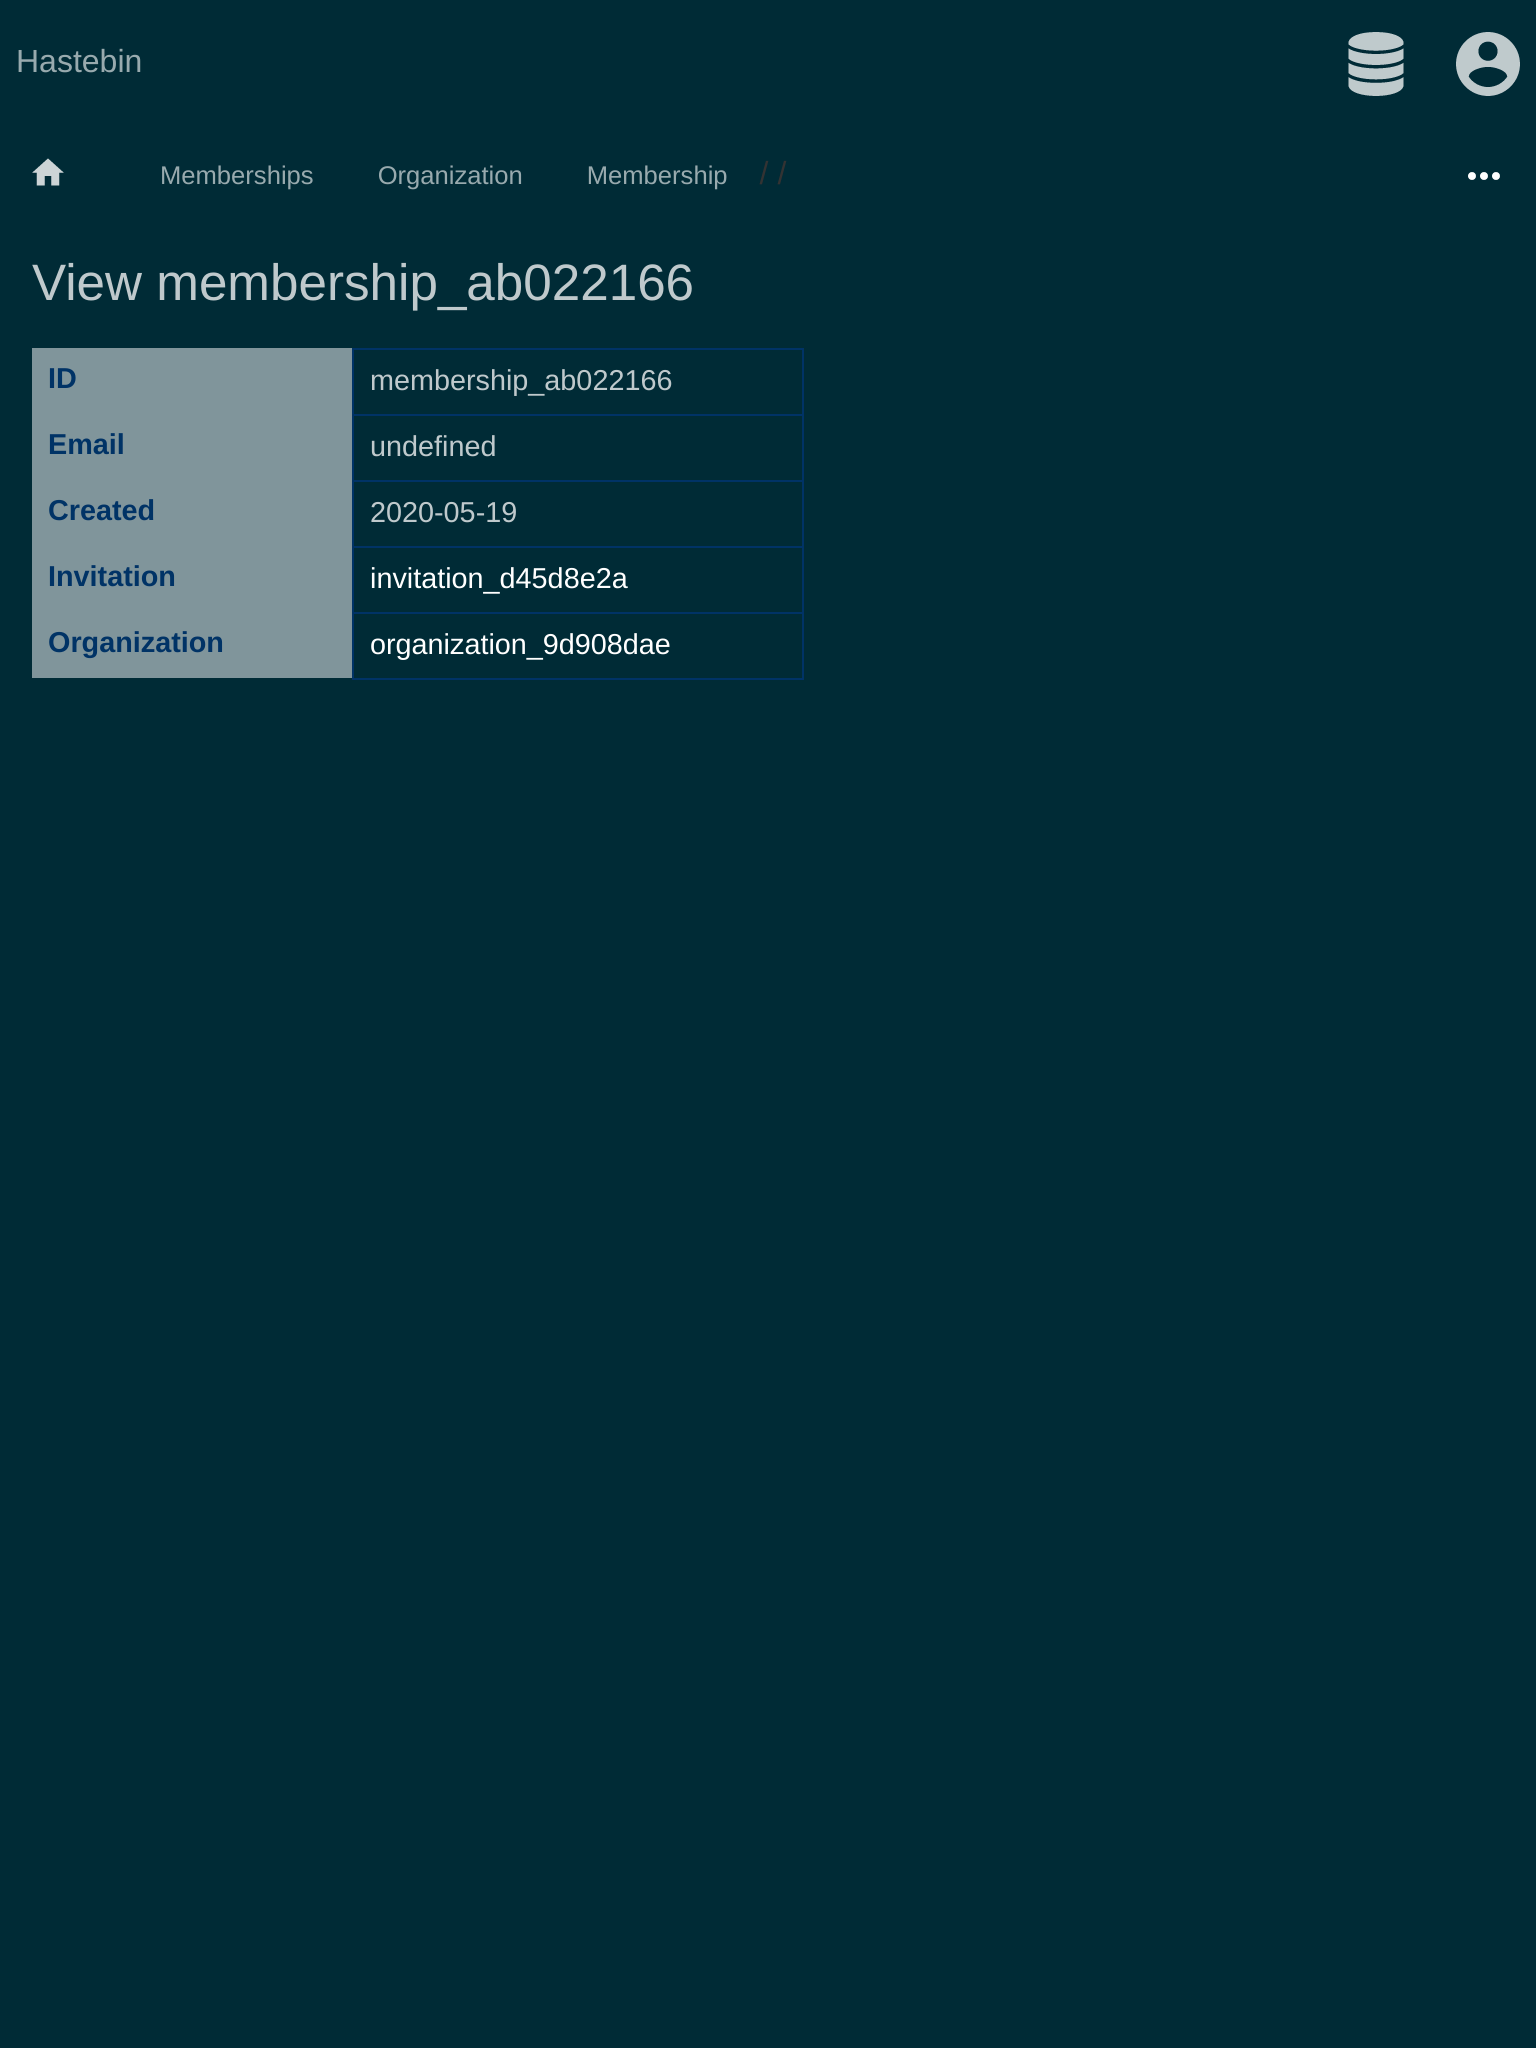 Hastebin
Memberships Organization Membership / /
View membership_ab022166
ID membership_ab022166
Email undefined
Created 2020-05-19
Invitation invitation_d45d8e2a
Organization organization_9d908dae